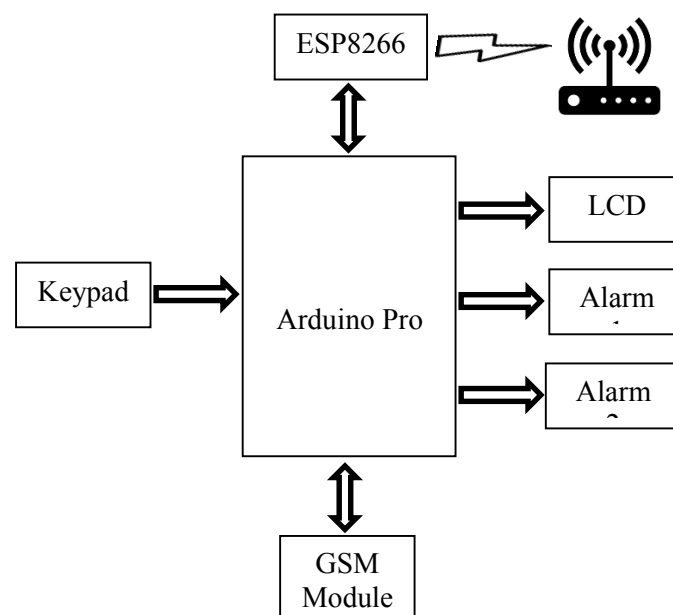 ESP8266
LCD
Keypad
Arduino Pro
Alarm
Alarm
GSM
Module